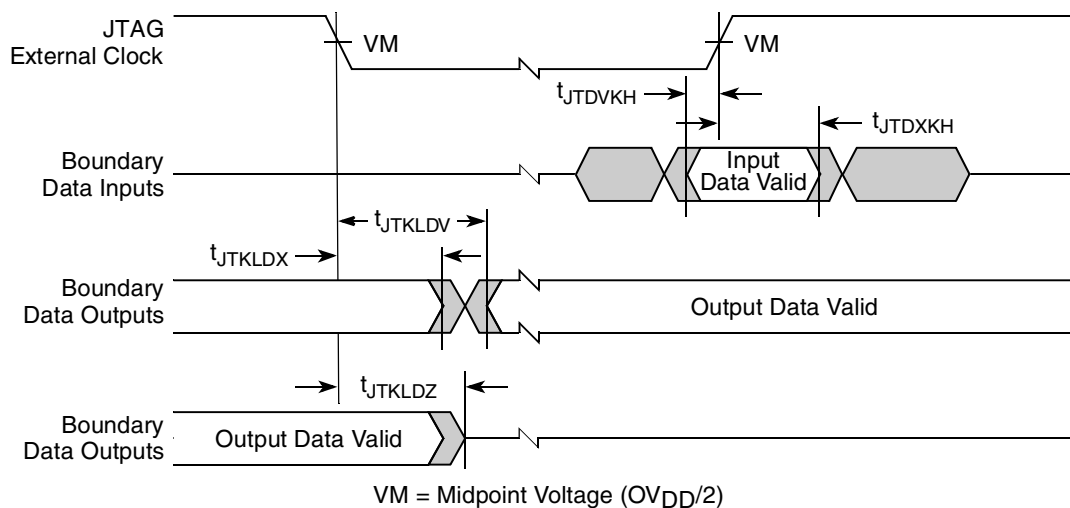 JTAG
External Clock
VM
VM
tJTDVKH
tJTDXKH
Boundary
Data Inputs
Input
Data Valid
tJTKLDV
tJTKLDX
Boundary
Data Outputs
Output Data Valid
tJTKLDZ
Boundary
Data Outputs
Output Data Valid
VM = Midpoint Voltage (OVDD/2)